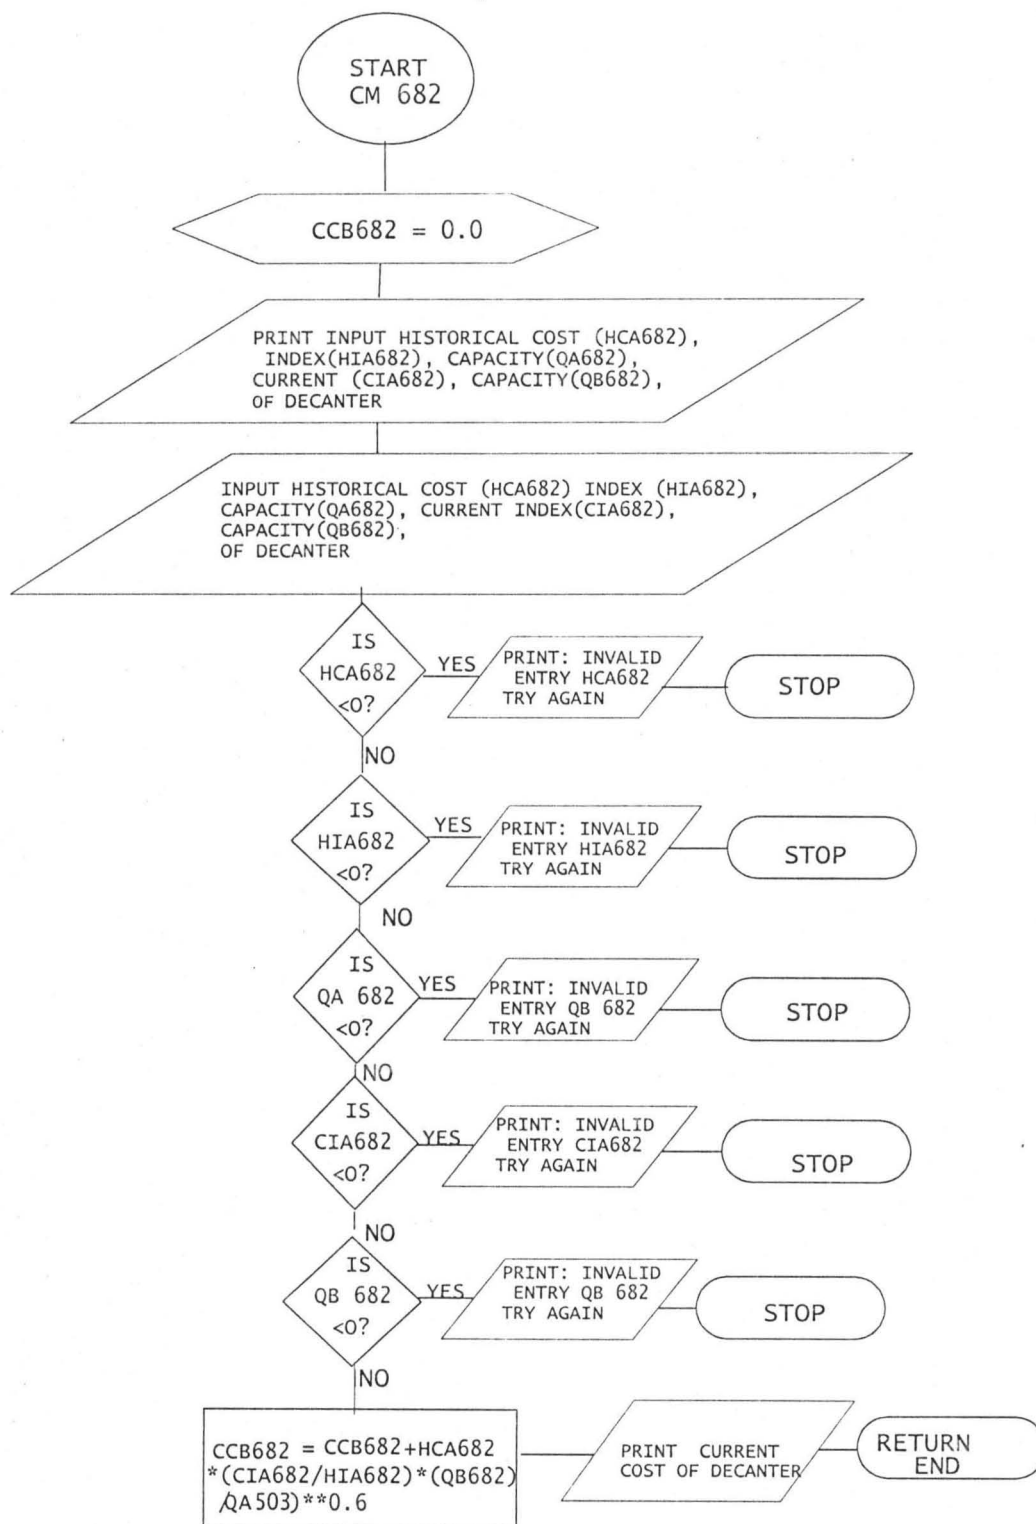 START
CM 682
CCB682 = 0.0
PRINT INPUT HISTORICAL COST (HCA682),
INDEX(HIA682), CAPACITY(QA682),
CURRENT (CIA682), CAPACITY(QB682),
OF DECANTER
INPUT HISTORICAL COST (HCA682) INDEX (HIA682),
CAPACITY(QA682), CURRENT INDEX(CIA682),
CAPACITY(QB682),
OF DECANTER
IS
HCA682
<0?
YES
PRINT: INVALID
ENTRY HCA682
TRY AGAIN
STOP
NO
IS
HIA682
<0?
YES
PRINT: INVALID
ENTRY HIA682
TRY AGAIN
STOP
NO
IS
QA 682
<0?
YES
PRINT: INVALID
ENTRY QB 682
TRY AGAIN
STOP
NO
IS
CIA682
<0?
YES
PRINT: INVALID
ENTRY CIA682
TRY AGAIN
STOP
NO
IS
QB 682
<0?
YES
PRINT: INVALID
ENTRY QB 682
TRY AGAIN
STOP
NO
CCB682 = CCB682+HCA682
*(CIA682/HIA682)*(QB682)
/QA503)**0.6
PRINT CURRENT
COST OF DECANTER
RETURN
END